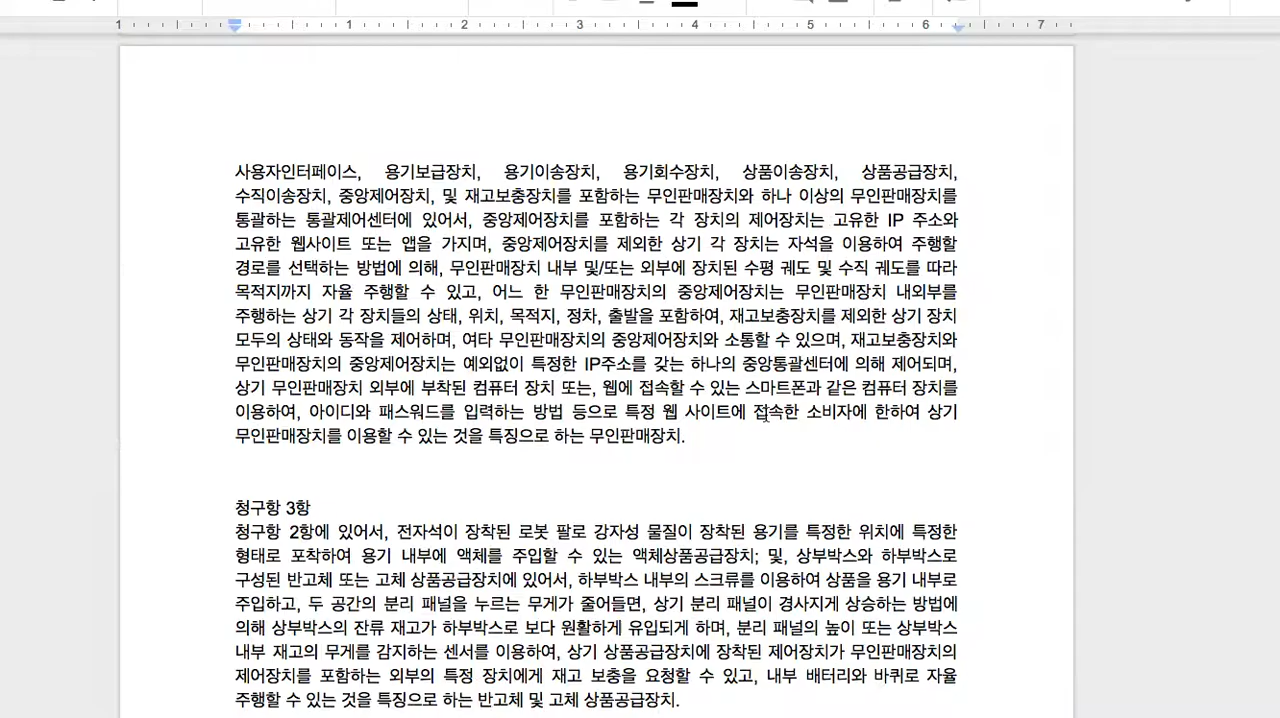 1 1 2 3 4 5 6 7
사용자인터페이스, 용기보급장치, 용기이송장치, 용기회수장치, 상품이송장치, 상품공급장치,
수직이송장치, 중앙제어장치, 및 재고보충장치를 포함하는 무인판매장치와 하나 이상의 무인판매장치를
통괄하는 통괄제어센터에 있어서, 중앙제어장치를 포함하는 각 장치의 제어장치는 고유한 IP 주소와
고유한 웹사이트 또는 앱을 가지며, 중앙제어장치를 제외한 상기 각 장치는 자석을 이용하여 주행할
경로를 선택하는 방법에 의해, 무인판매장치 내부 및/또는 외부에 장치된 수평 궤도 및 수직 궤도를 따라
목적지까지 자율 주행할 수 있고, 어느 한 무인판매장치의 중앙제어장치는 무인판매장치 내외부를
주행하는 상기 각 장치들의 상태, 위치, 목적지, 정차, 출발을 포함하여, 재고보충장치를 제외한 상기 장치
모두의 상태와 동작을 제어하며, 여타 무인판매장치의 중앙제어장치와 소통할 수 있으며, 재고보충장치와
무인판매장치의 중앙제어장치는 예외없이 특정한 IP주소를 갖는 하나의 중앙통괄센터에 의해 제어되며,
상기 무인판매장치 외부에 부착된 컴퓨터 장치 또는, 웹에 접속할 수 있는 스마트폰과 같은 컴퓨터 장치를
이용하여, 아이디와 패스워드를 입력하는 방법 등으로 특정 웹 사이트에 접속한 소비자에 한하여 상기
무인판매장치를 이용할 수 있는 것을 특징으로 하는 무인판매장치.
청구항 3항
청구항 2항에 있어서, 전자석이 장착된 로봇 팔로 강자성 물질이 장착된 용기를 특정한 위치에 특정한
형태로 포착하여 용기 내부에 액체를 주입할 수 있는 액체상품공급장치; 및, 상부박스와 하부박스로
구성된 반고체 또는 고체 상품공급장치에 있어서, 하부박스 내부의 스크류를 이용하여 상품을 용기 내부로
주입하고, 두 공간의 분리 패널을 누르는 무게가 줄어들면, 상기 분리 패널이 경사지게 상승하는 방법에
의해 상부박스의 잔류 재고가 하부박스로 보다 원활하게 유입되게 하며, 분리 패널의 높이 또는 상부박스
내부 재고의 무게를 감지하는 센서를 이용하여, 상기 상품공급장치에 장착된 제어장치가 무인판매장치의
제어장치를 포함하는 외부의 특정 장치에게 재고 보충을 요청할 수 있고, 내부 배터리와 바퀴로 자율
주행할 수 있는 것을 특징으로 하는 반고체 및 고체 상품공급장치.